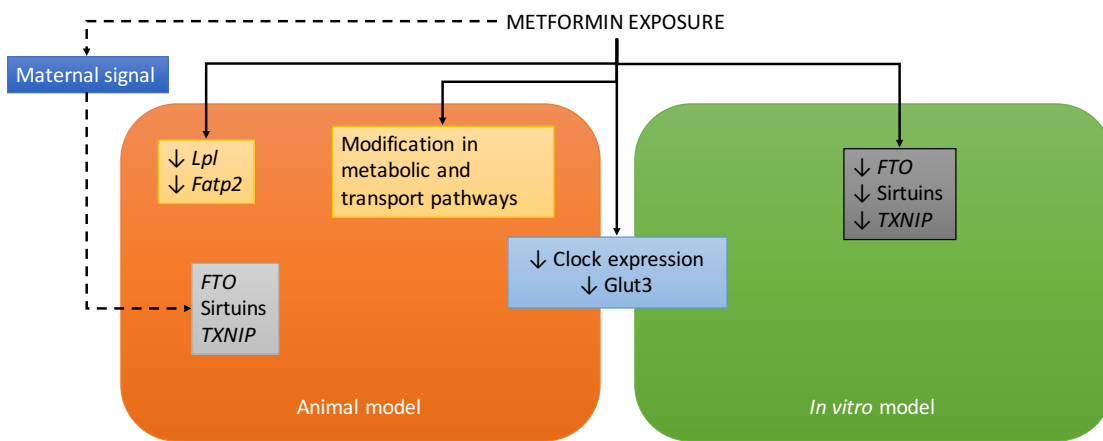 METFORMIN EXPOSURE
Maternal signal
↓ Lpl
↓ Fatp2
Modification in
metabolic and
transport pathways
↓ FTO
↓ Sirtuins
↓ TXNIP
↓ Clock expression
↓ Glut3
FTO
Sirtuins
TXNIP
Animal model
In vitro model